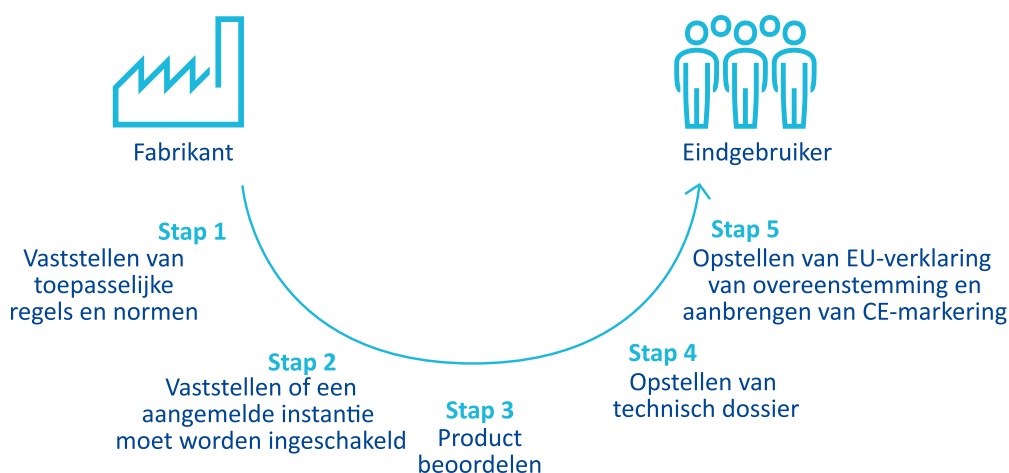 Fabrikant
Eindgebruiker
Stap 1
Vaststellen van
toepasselijke
regels en normen
Stap 2
Vaststellen of een
aangemelde instantie
moet worden ingeschakeld
Stap 3
Product
beoordelen
Stap 4
Opstellen van
technisch dossier
Stap 5
Opstellen van EU-verklaring
van overeenstemming en
aanbrengen van CE-markering